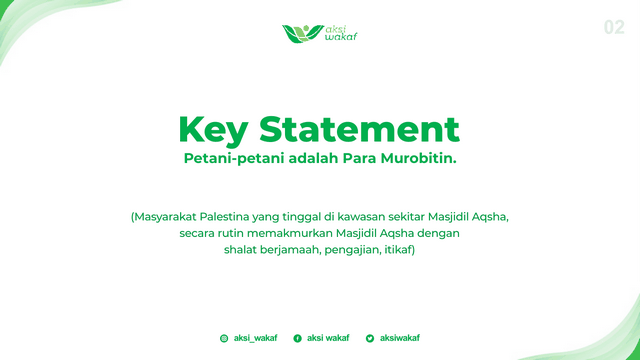 aksi
wakaf
02
Key Statement
Petani-petani adalah Para Murobitin.
(Masyarakat Palestina yang tinggal di kawasan sekitar Masjidil Aqsha,
secara rutin memakmurkan Masjidil Aqsha dengan
shalat berjamaah, pengajian, itikaf)
aksi_wakaf aksi wakaf aksiwakaf